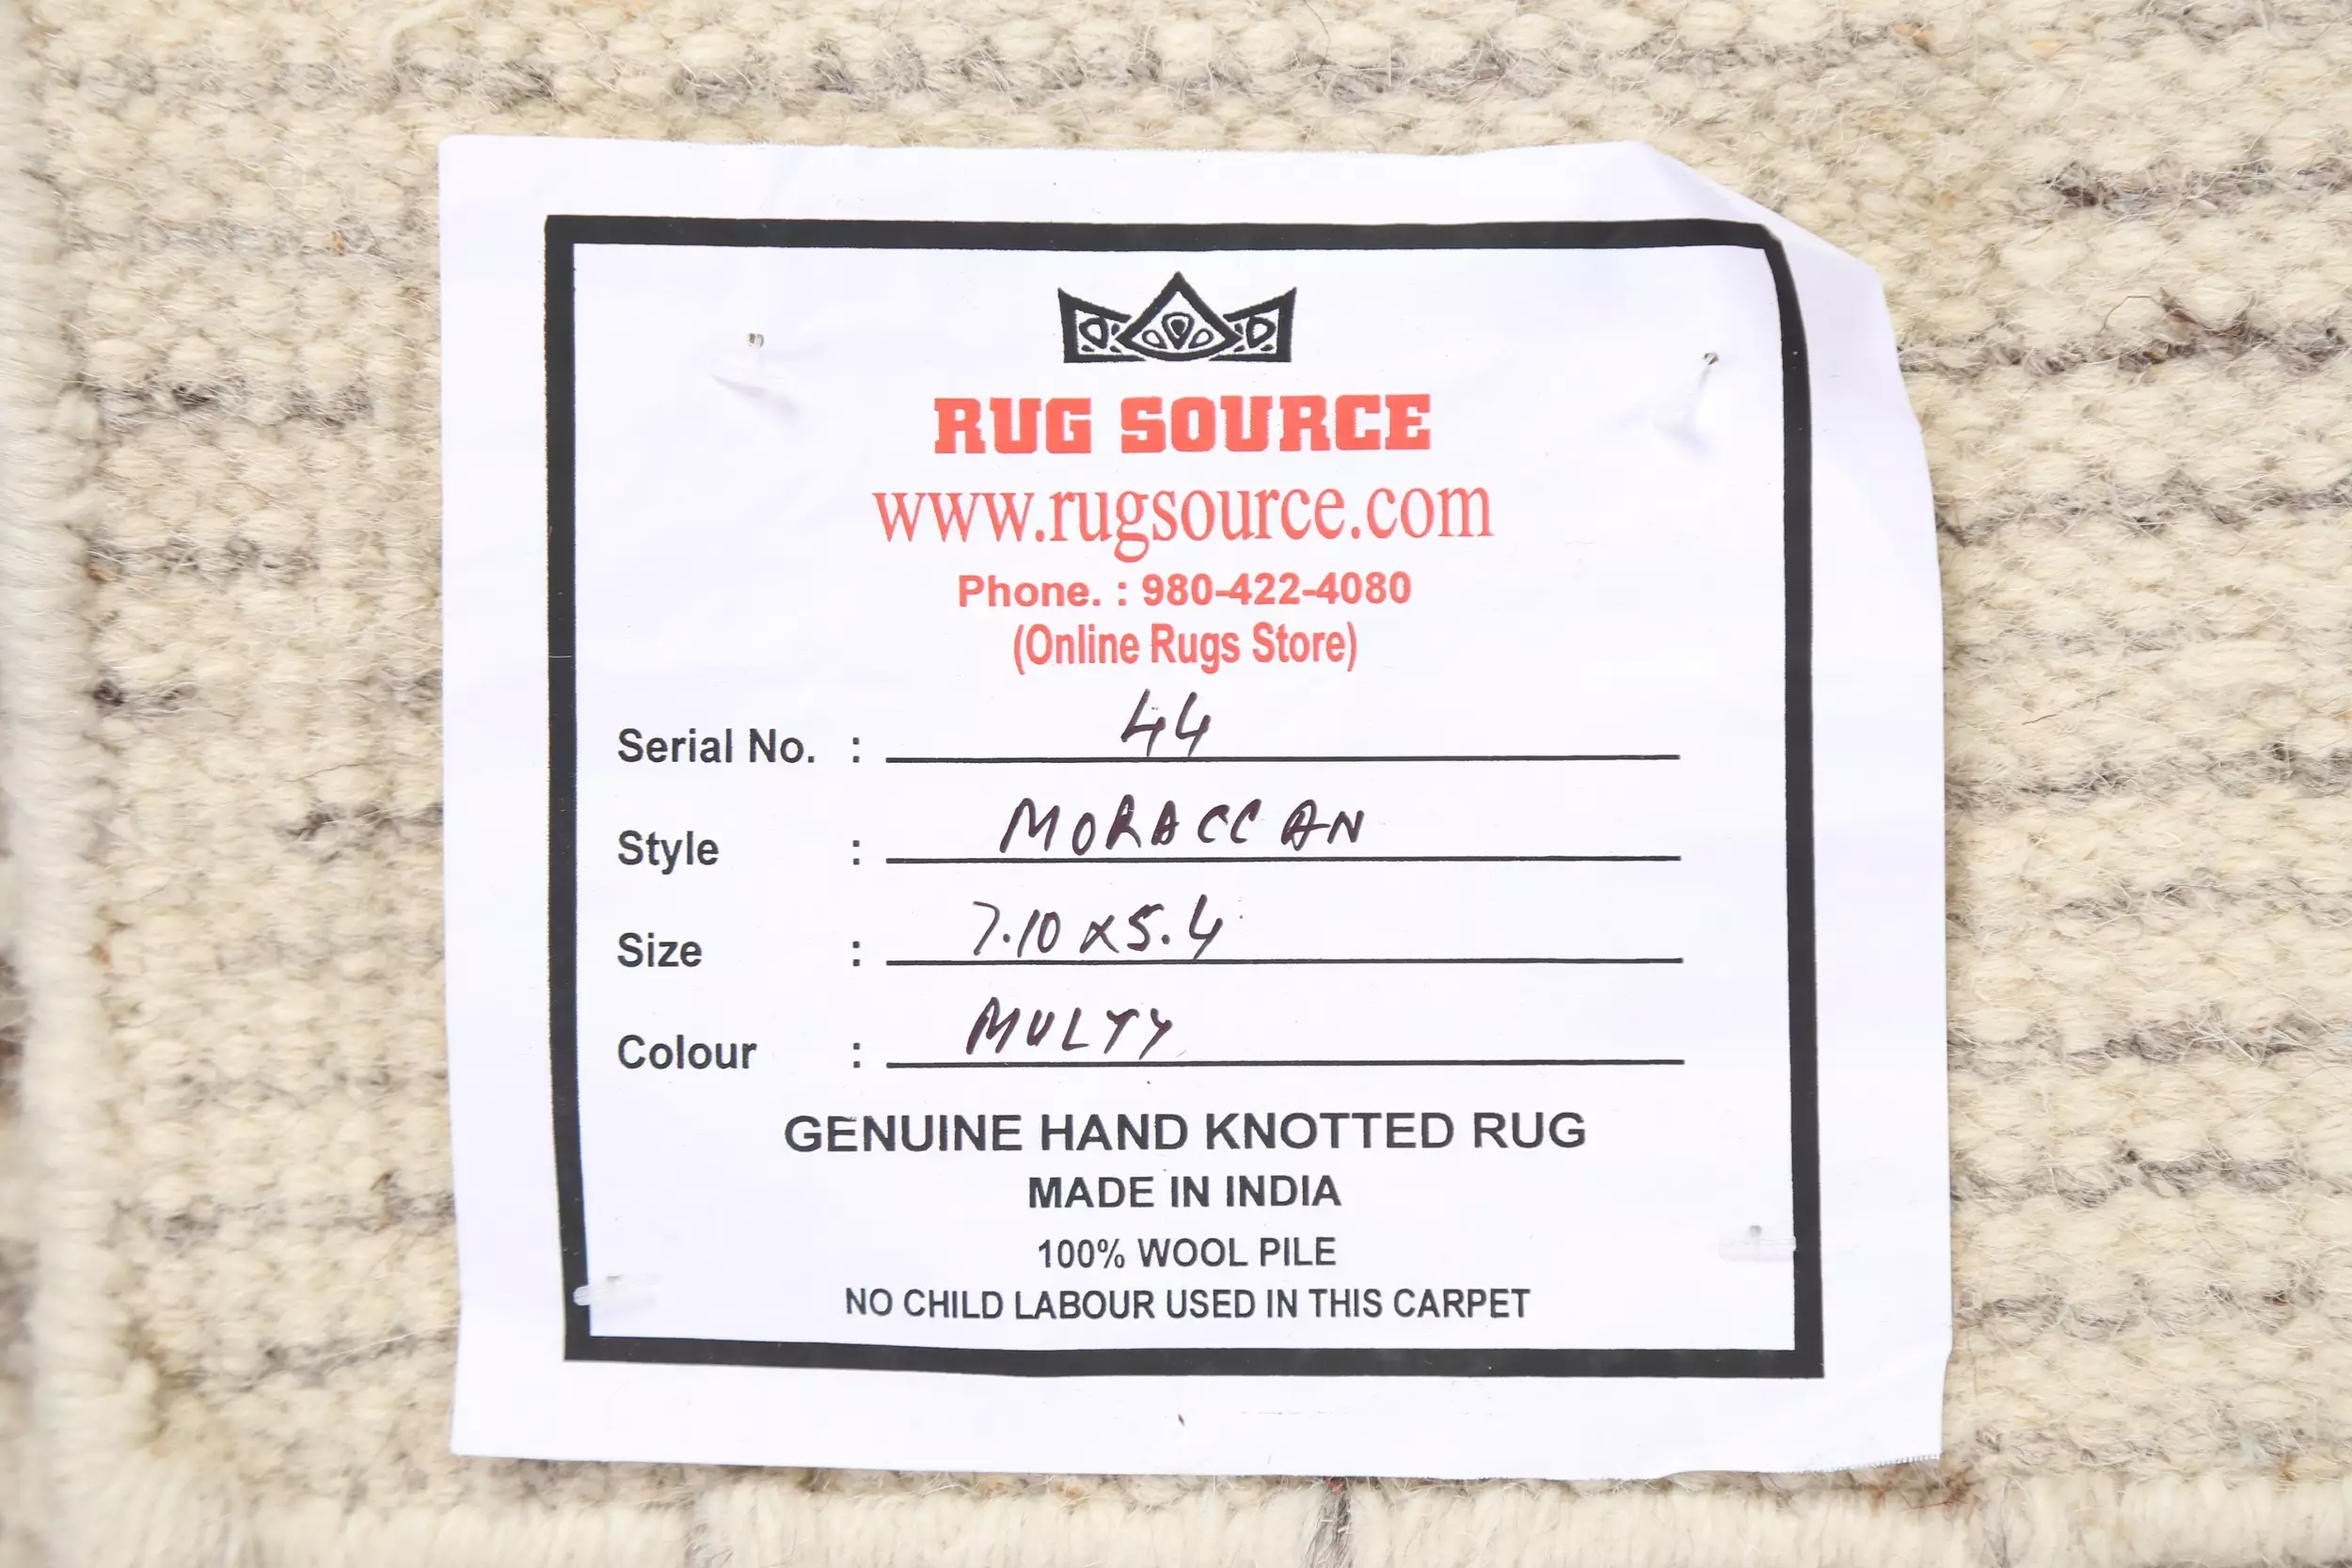 RUG SOURCE
www.rugsource.com
Phone. : 980-422-4080
(Online Rugs Store)
Serial No. : 44
Style : MORACCAN
Size : 7.10 x 5.4
Colour : MULTY
GENUINE HAND KNOTTED RUG
MADE IN INDIA
100% WOOL PILE
NO CHILD LABOUR USED IN THIS CARPET